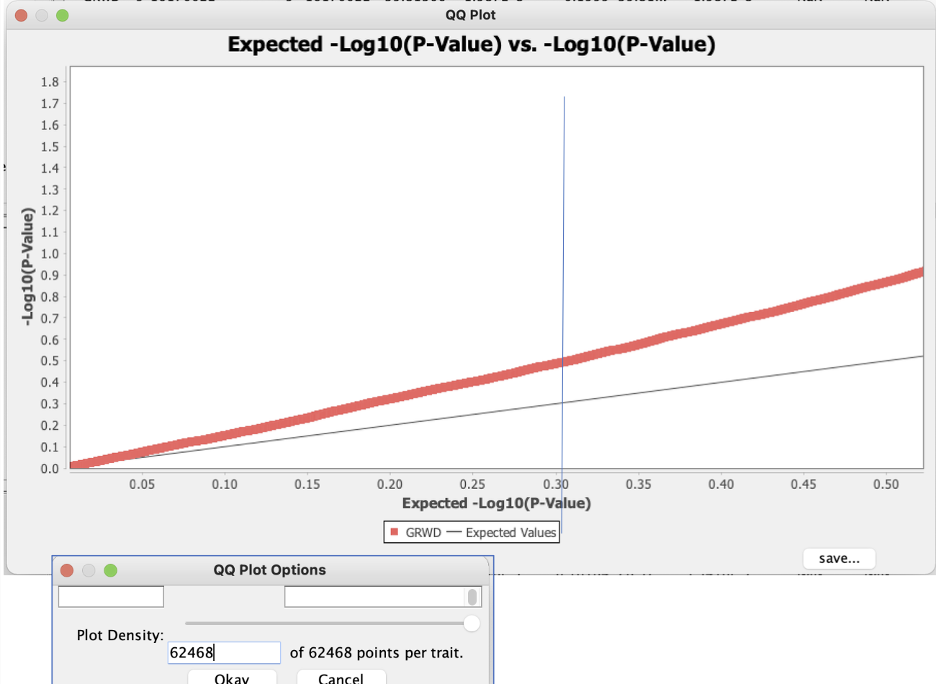 QQ Plot
Expected -Log10(P-Value) vs. -Log10(P-Value)
1.8
1.7
1.6
1.5
1.4
1.3
1.2
1.1
1.0
0.9
0.8
0.7
0.6
0.5
0.4
0.3
0.2
0.1
0.0
-Log10(P-Value)
0.05 0.10 0.15 0.20 0.25 0.30 0.35 0.40 0.45 0.50
Expected -Log10(P-Value)
GRWD Expected Values
save...
QQ Plot Options
Plot Density:
62468 of 62468 points per trait.
Okay Cancel